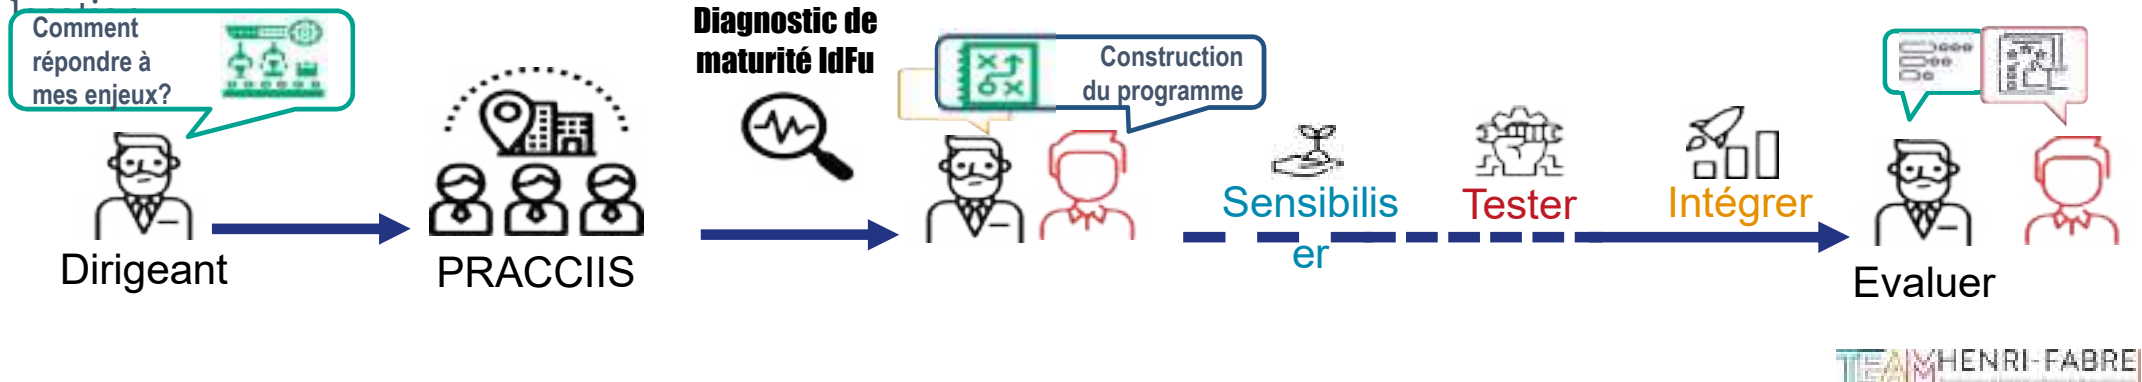 Comment
répondre à
mes enjeux?
Diagnostic de
maturité IdFu
Construction
du programme
Sensibilis
er
Tester
Intégrer
Dirigeant
PRACCIIS
Evaluer
TEAM HENRI-FABRE